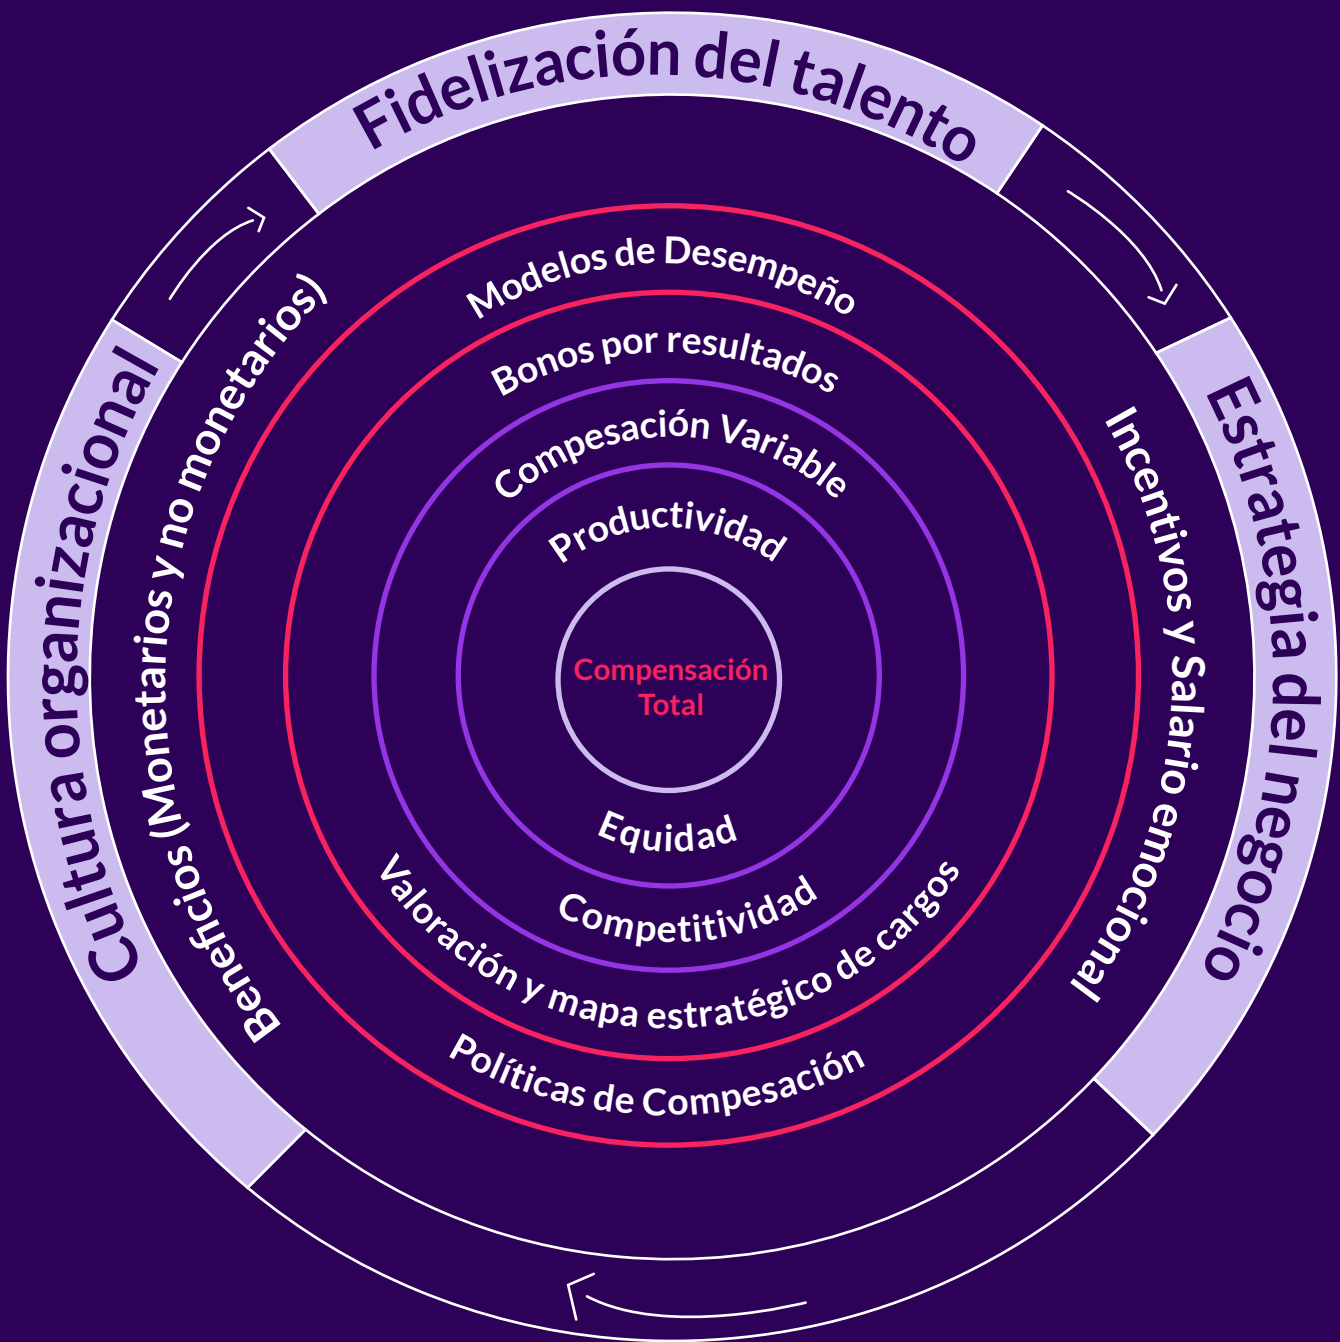 Fidelización del talento
Estrategia del negocio
Cultura organizacional
Beneficios (Monetarios y no monetarios)
Incentivos y Salario emocional
Modelos de Desempeño
Bonos por resultados
Compesación Variable
Productividad
Compensación
Total
Equidad
Competitividad
Valoración y mapa estratégico de cargos
Políticas de Compesación